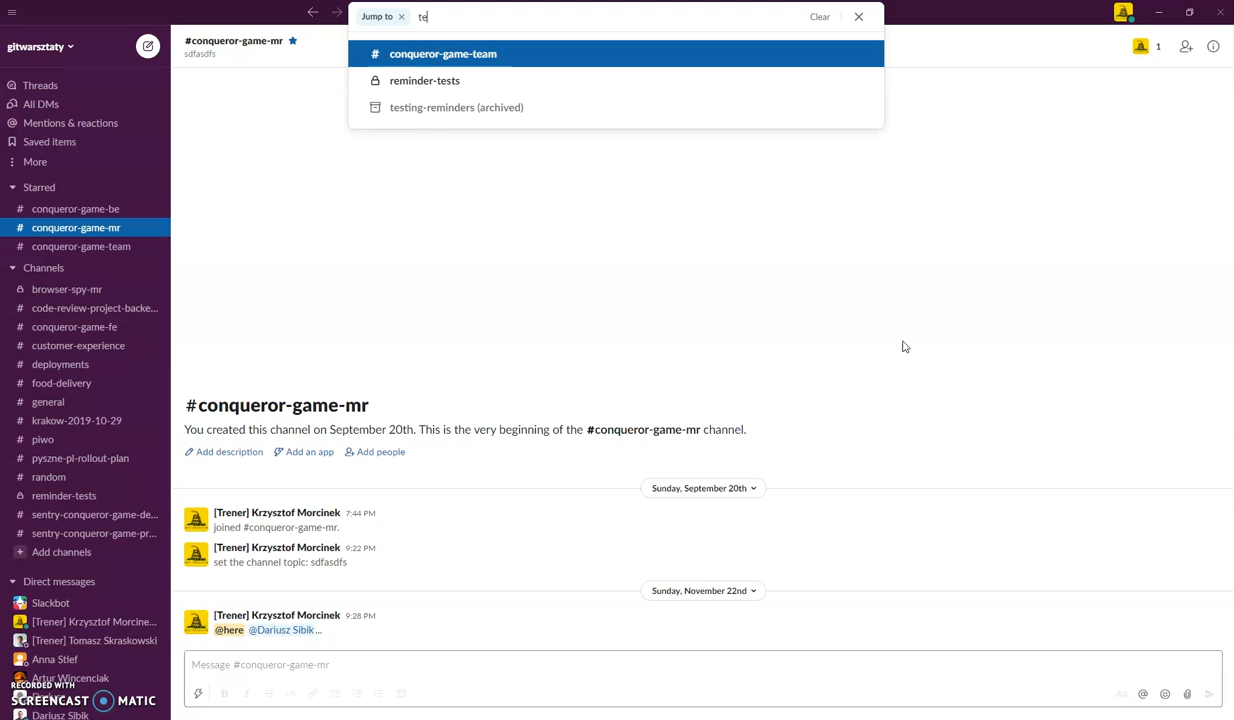 Jump to
te
Clear
# conqueror-game-team
reminder-tests
testing-reminders (archived)
gitwarsztaty
#conqueror-game-mr
sdfasdfs
1
Threads
All DMs
@ Mentions & reactions
Saved items
More
Starred
# conqueror-game-be
# conqueror-game-mr
# conqueror-game-team
Channels
browser-spy-mr
# code-review-project-backe...
# conqueror-game-fe
# customer-experience
# deployments
# food-delivery
# general
# krakow-2019-10-29
# piwo
# pyszne-pl-rollout-plan
# random
reminder-tests
# sentry-conqueror-game-de...
# sentry-conqueror-game-pr...
+ Add channels
Direct messages
Slackbot
[Trener] Krzysztof Morcine...
[Trener] Tomasz Skraskowski
Anna Stief
Artur Wincenciak
Dariusz Sibik
RECORDED WITH
SCREENCAST MATIC
#conqueror-game-mr
You created this channel on September 20th. This is the very beginning of the #conqueror-game-mr channel.
Add description
Add an app
Add people
Sunday, September 20th
[Trener] Krzysztof Morcinek 7:44 PM
joined #conqueror-game-mr.
[Trener] Krzysztof Morcinek 9:22 PM
set the channel topic: sdfasdfs
Sunday, November 22nd
[Trener] Krzysztof Morcinek 9:28 PM
@here @Dariusz Sibik...
Message #conqueror-game-mr
B I S </>
Aa @